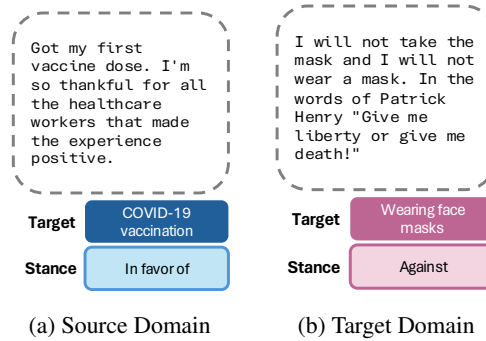 Got my first
vaccine dose. I'm
so thankful for all
the healthcare
workers that made
the experience
positive.
Target
COVID-19
vaccination
Stance
In favor of
(a) Source Domain
I will not take the
mask and I will not
wear a mask. In the
words of Patrick
Henry "Give me
liberty or give me
death!"
Target
Wearing face
masks
Stance
Against
(b) Target Domain